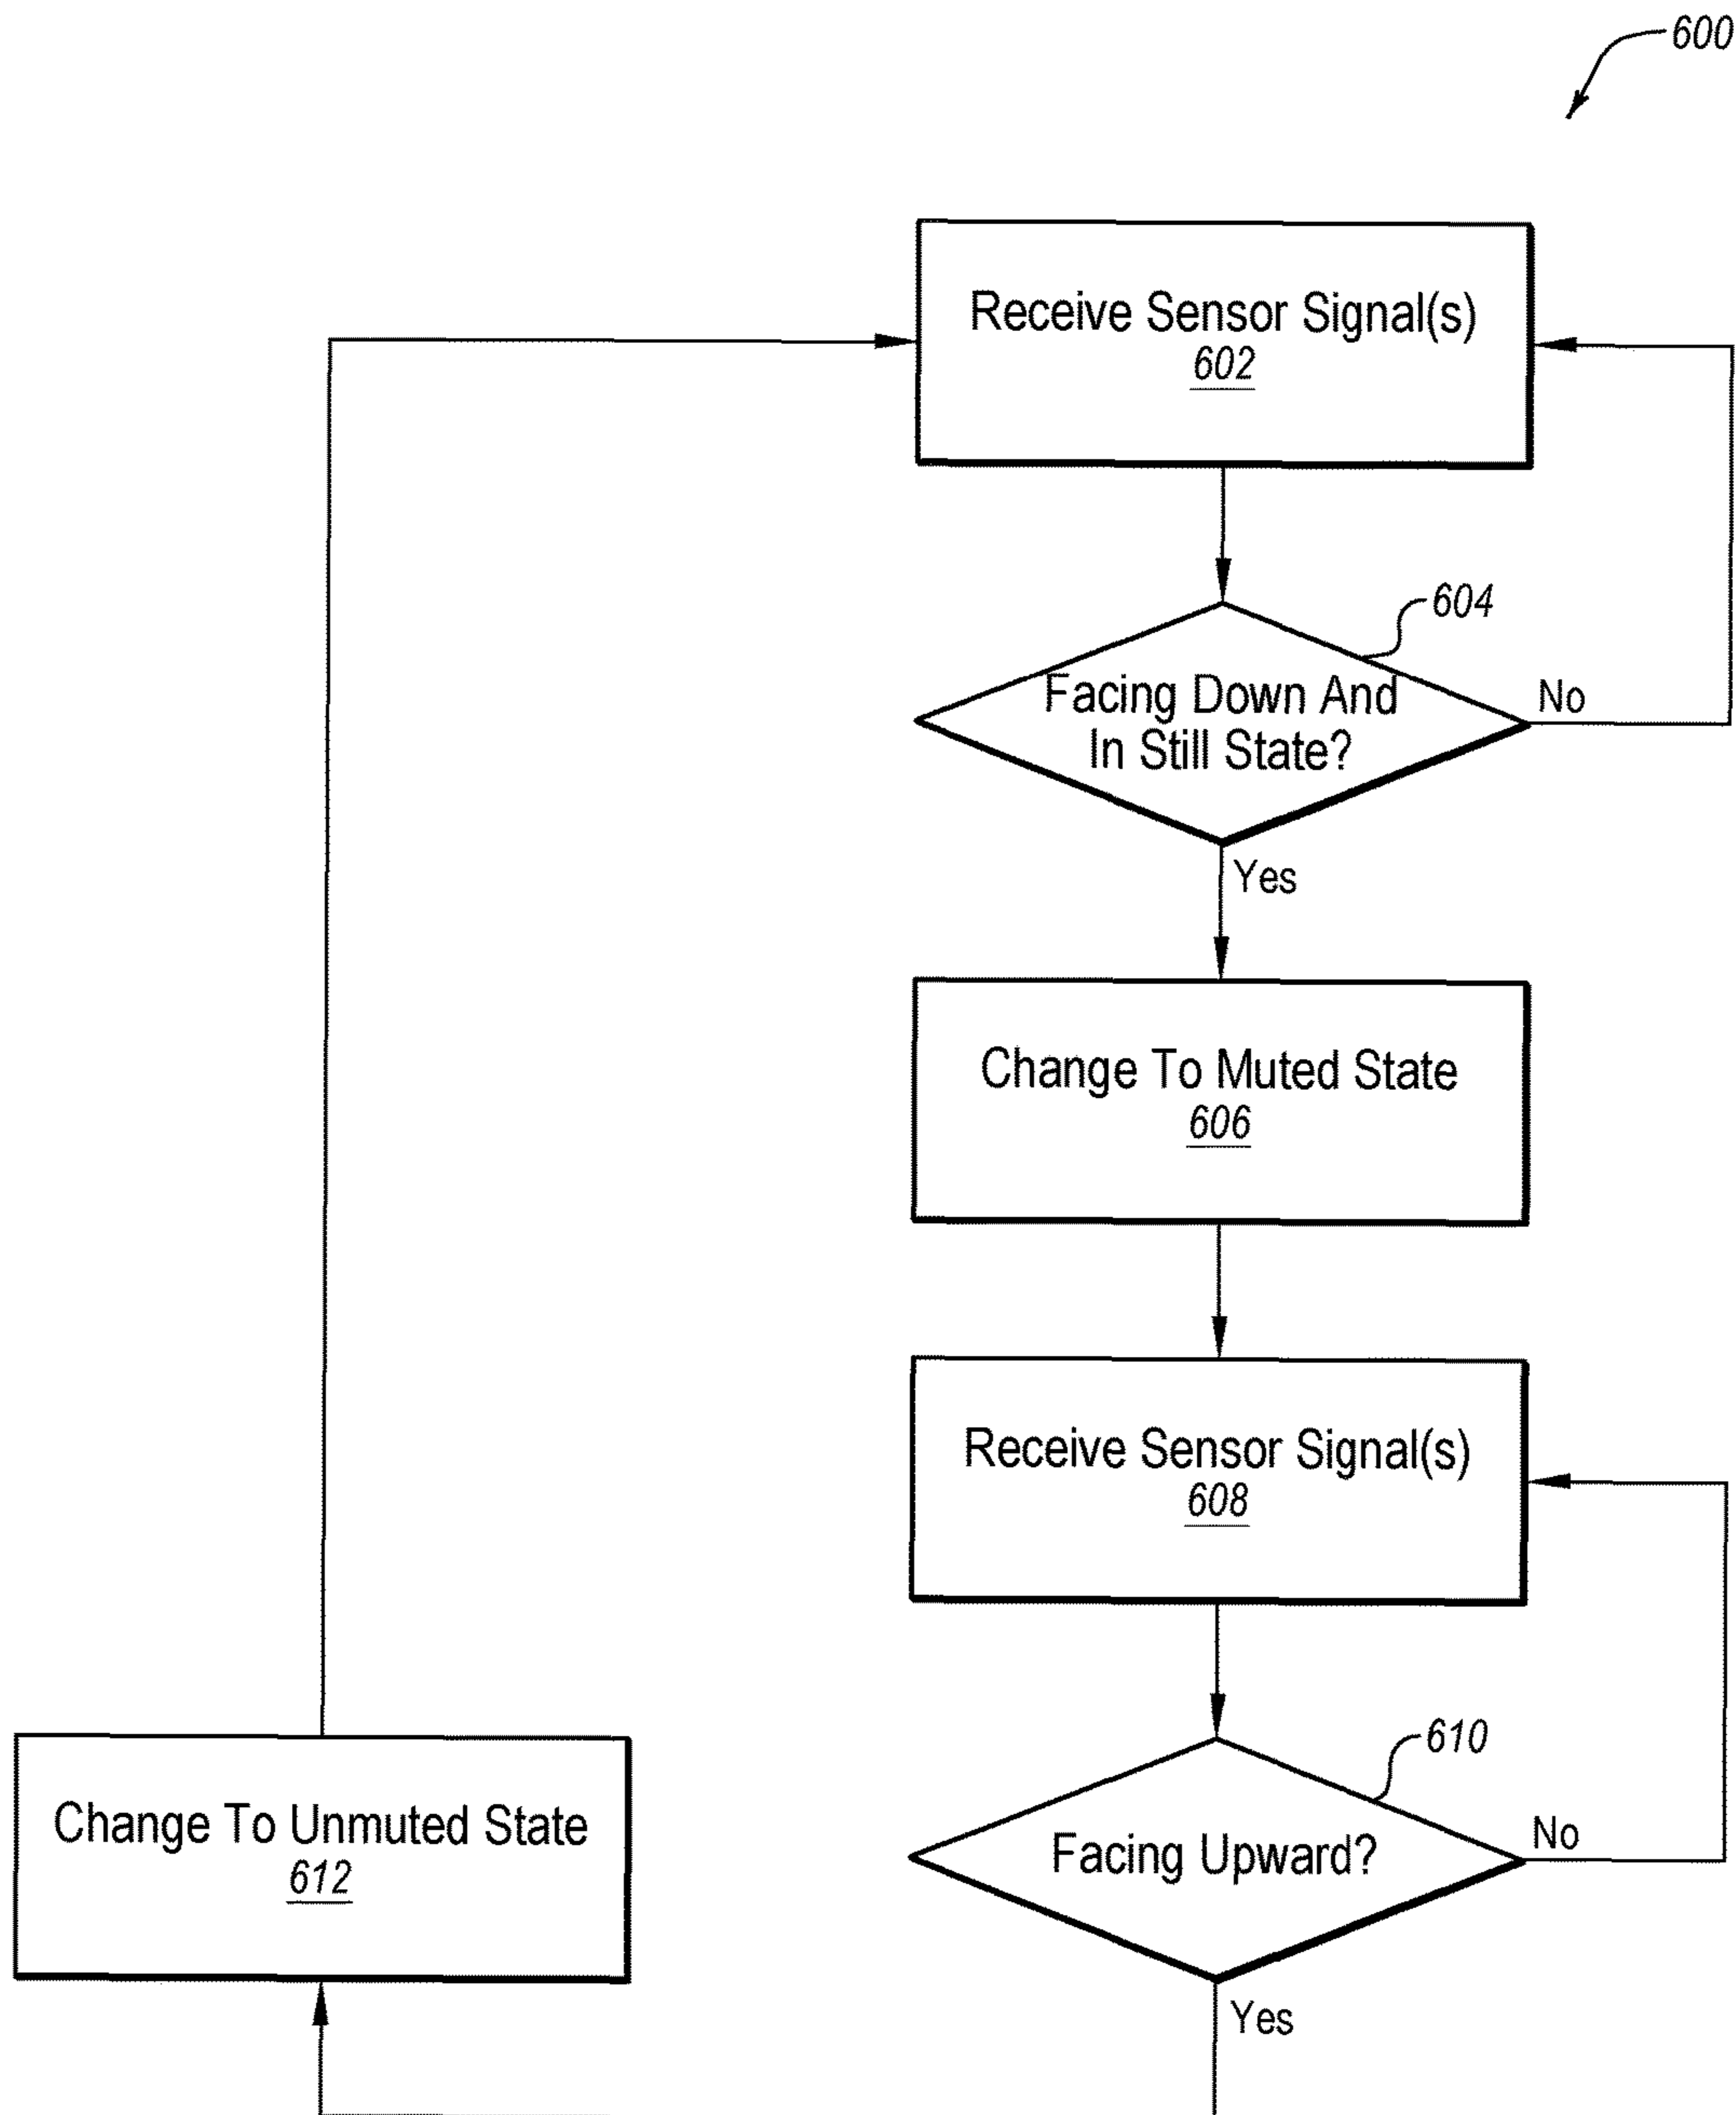 600
Receive Sensor Signal(s)
602
604
Facing Down And
In Still State?
No
Yes
Change To Muted State
606
Receive Sensor Signal(s)
608
610
Facing Upward?
No
Yes
Change To Unmuted State
612